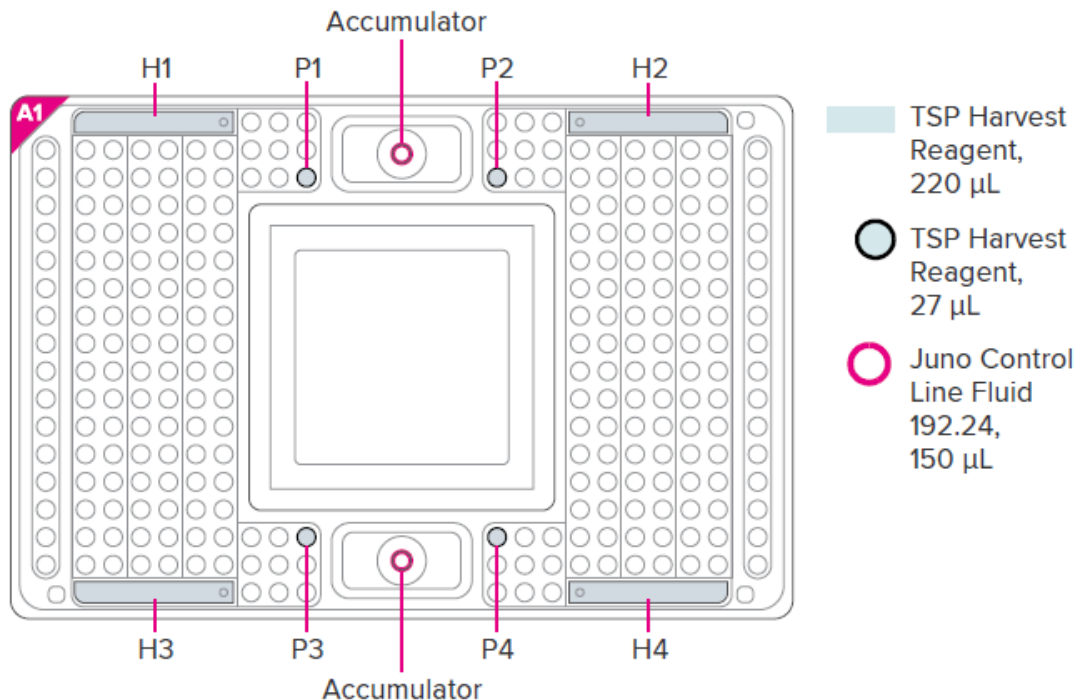 Accumulator
H1
P1
P2
H2
A1
TSP Harvest
Reagent,
220 µL
TSP Harvest
Reagent,
27 µL
Juno Control
Line Fluid
192.24,
150 µL
H3
P3
P4
H4
Accumulator